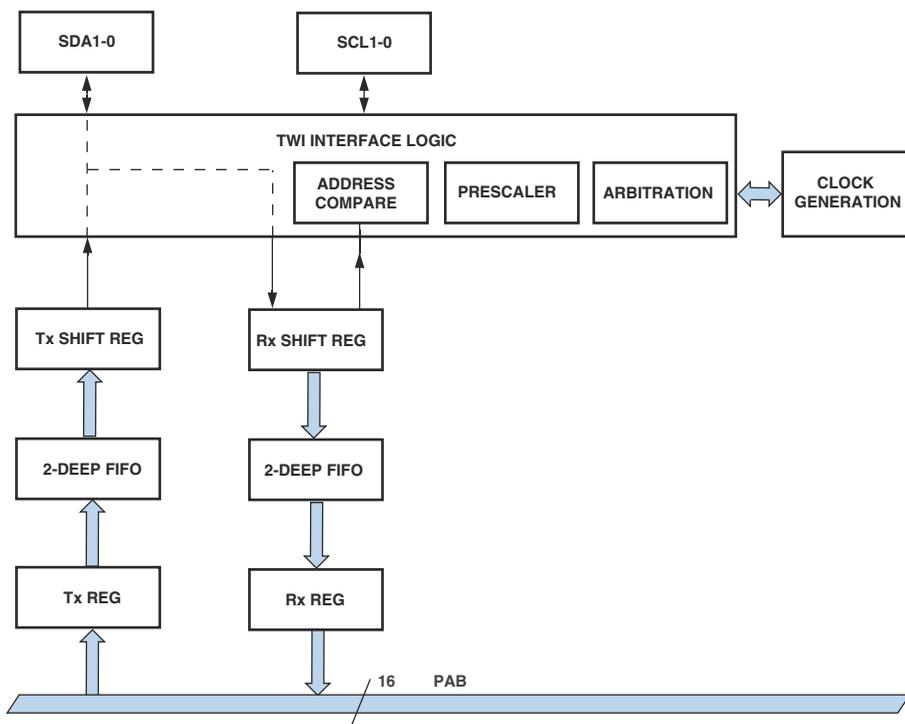 SDA1-0
SCL1-0
TWI INTERFACE LOGIC
ADDRESS
COMPARE
PRESCALER
ARBITRATION
CLOCK
GENERATION
Tx SHIFT REG
Rx SHIFT REG
2-DEEP FIFO
2-DEEP FIFO
Tx REG
Rx REG
16 PAB